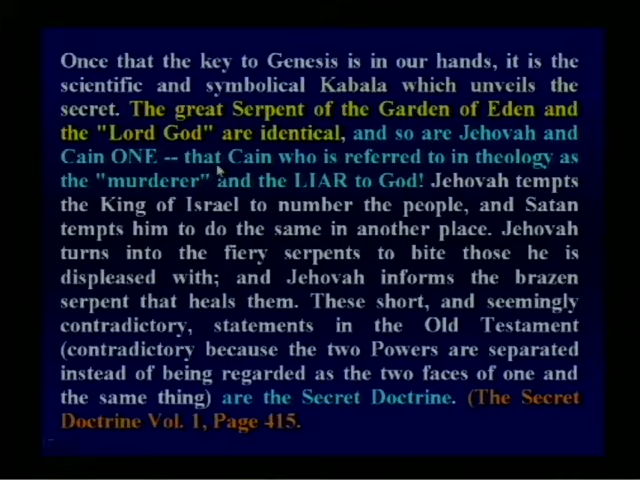 Once that the key to Genesis is in our hands, it is the
scientific and symbolical Kabala which unveils the
secret. The great Serpent of the Garden of Eden and
the "Lord God" are identical, and so are Jehovah and
Cain ONE -- that Cain who is referred to in theology as
the "murderer" and the LIAR to God! Jehovah tempts
the King of Israel to number the people, and Satan
tempts him to do the same in another place. Jehovah
turns into the fiery serpents to bite those he is
displeased with; and Jehovah informs the brazen
serpent that heals them. These short, and seemingly
contradictory, statements in the Old Testament
(contradictory because the two Powers are separated
instead of being regarded as the two faces of one and
the same thing) are the Secret Doctrine. (The Secret
Doctrine Vol. 1, Page 415.